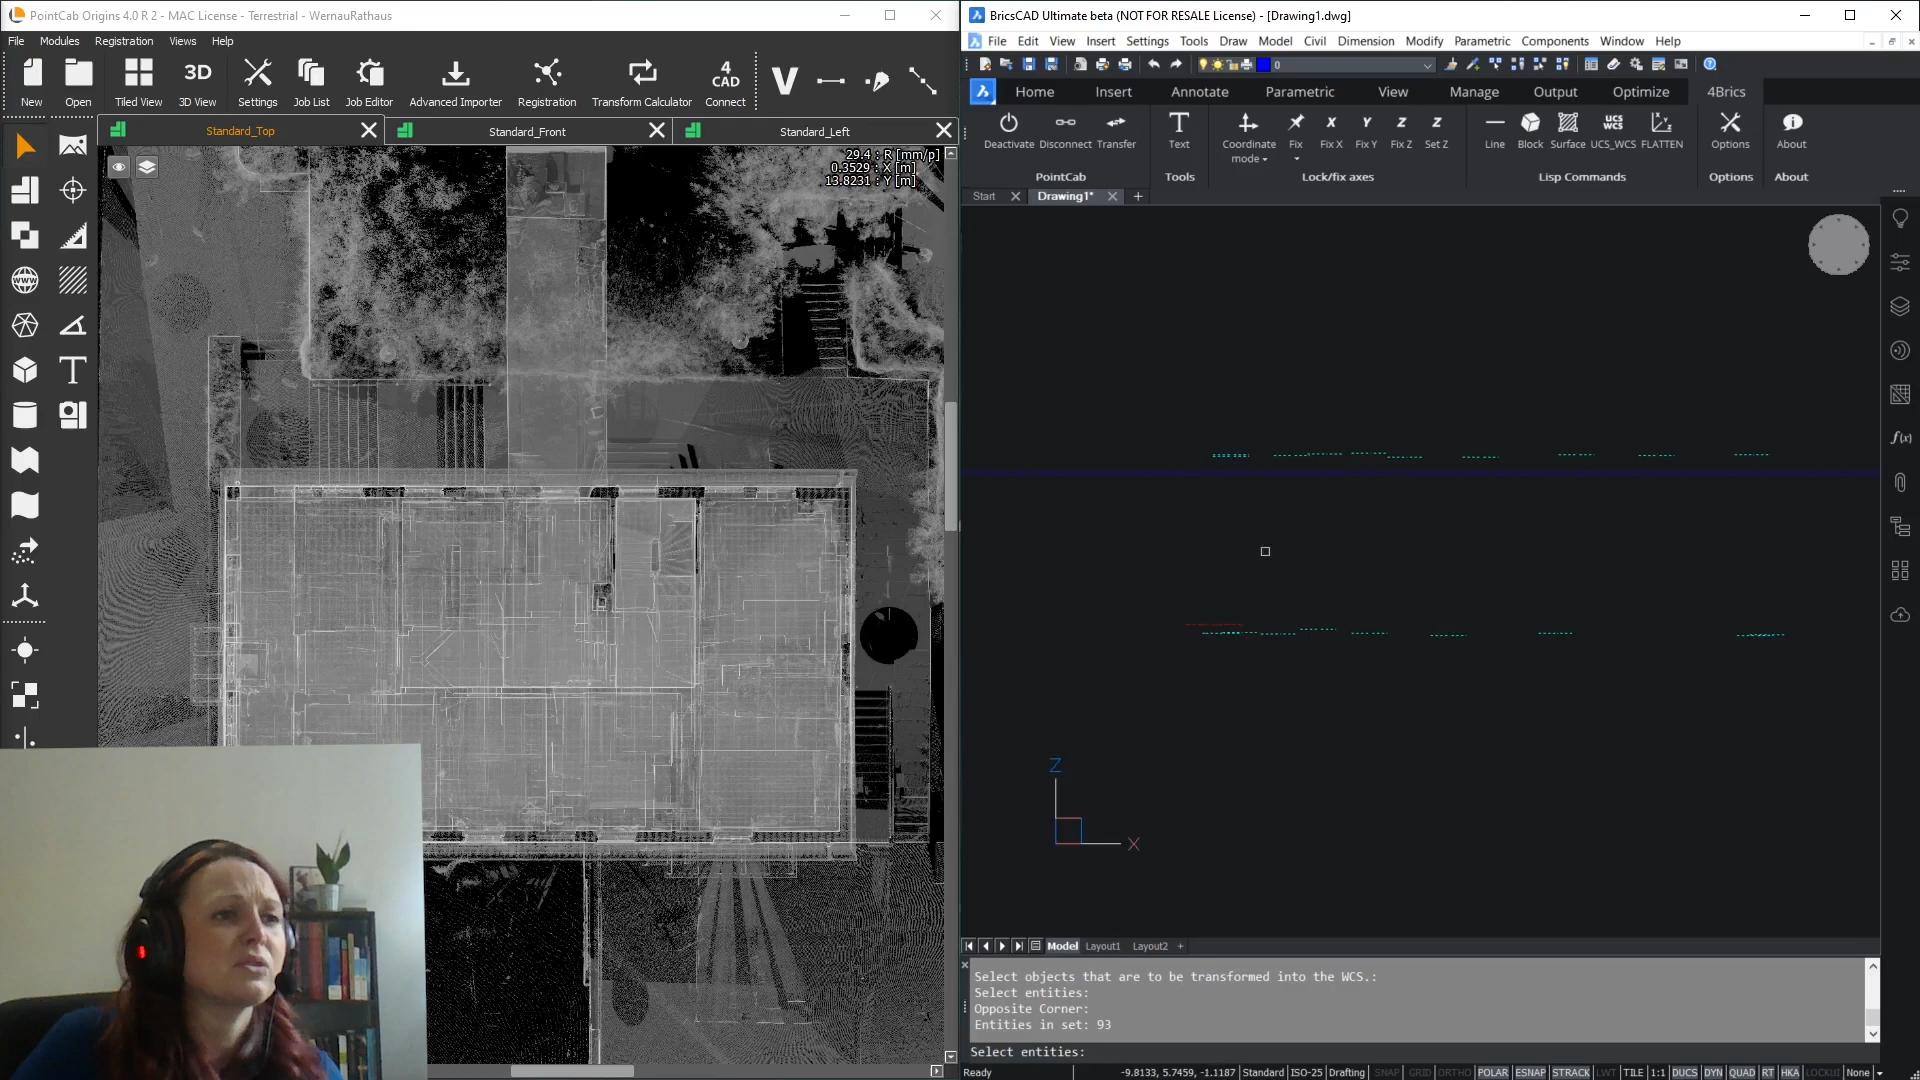 PointCab Origins 4.0 R 2 - MAC License - Terrestrial - WernauRathaus
File Modules Registration Views Help
3D 4 CAD
New Open Tiled View 3D View Settings Job List Job Editor Advanced Importer Registration Transform Calculator Connect
Standard_Top Standard_Front Standard_Left
29.4 : R [mm/p]
0.3529 : X [m]
13.8231 : Y [m]
WWW
T
BricsCAD Ultimate beta (NOT FOR RESALE License) - [Drawing1.dwg]
File Edit View Insert Settings Tools Draw Model Civil Dimension Modify Parametric Components Window Help
0
Home Insert Annotate Parametric View Manage Output Optimize 4Brics
X Y Z Z UCS WCS
Deactivate Disconnect Transfer Text Coordinate mode Fix Fix X Fix Y Fix Z Set Z Line Block Surface UCS_WCS FLATTEN Options About
PointCab Tools Lock/fix axes Lisp Commands Options About
Start Drawing1* +
f(x)
Z
X
Model Layout1 Layout2 +
Select objects that are to be transformed into the WCS.:
Select entities:
Opposite Corner:
Entities in set: 93
Select entities:
Ready -9.8133, 5.7459, -1.1187 Standard ISO-25 Drafting SNAP GRID ORTHO POLAR ESNAP STRACK LWT TILE 1:1 DUCS DYN QUAD RT HKA LOCKUI None